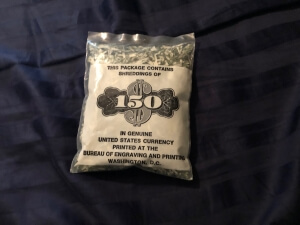 THIS PACKAGE CONTAINS
SHREDDINGS OF
150
IN GENUINE
UNITED STATES CURRENCY
PRINTED AT THE
BUREAU OF ENGRAVING AND PRINTING
WASHINGTON, D.C.